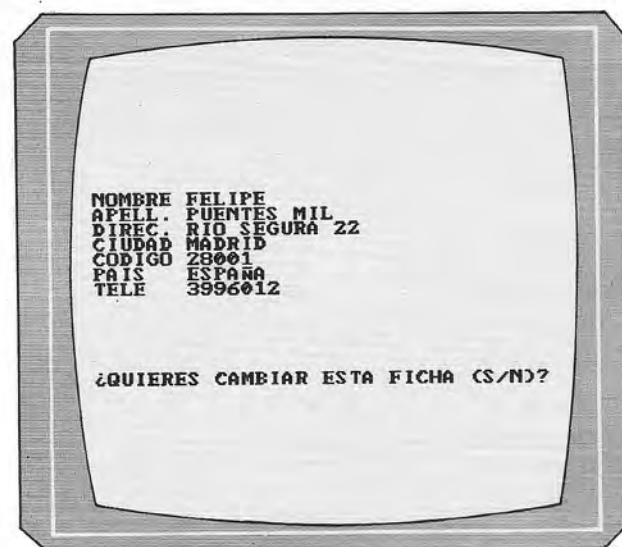 NOMBRE FELIPE
APELL. PUENTES MIL
DIREC. RIO SEGURA 22
CIUDAD MADRID
CODIGO 28001
PAIS ESPAÑA
TELE 3996012
¿QUIERES CAMBIAR ESTA FICHA (S/N)?